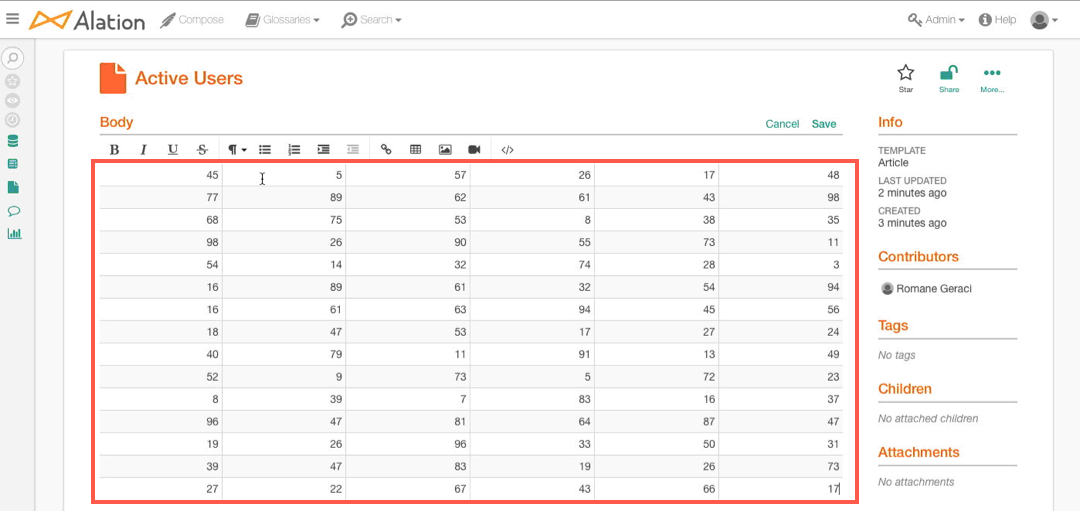 Alation Compose Glossaries Search Admin Help
Active Users
Star Share More...
Body Cancel Save
B I U S ¶ </>
45 5 57 26 17 48
77 89 62 61 43 98
68 75 53 8 38 35
98 26 90 55 73 11
54 14 32 74 28 3
16 89 61 32 54 94
16 61 63 94 45 56
18 47 53 17 27 24
40 79 11 91 13 49
52 9 73 5 72 23
8 39 7 83 16 37
96 47 81 64 87 47
19 26 96 33 50 31
39 47 83 19 26 73
27 22 67 43 66 17
Info
TEMPLATE
Article
LAST UPDATED
2 minutes ago
CREATED
3 minutes ago
Contributors
Romane Geraci
Tags
No tags
Children
No attached children
Attachments
No attachments